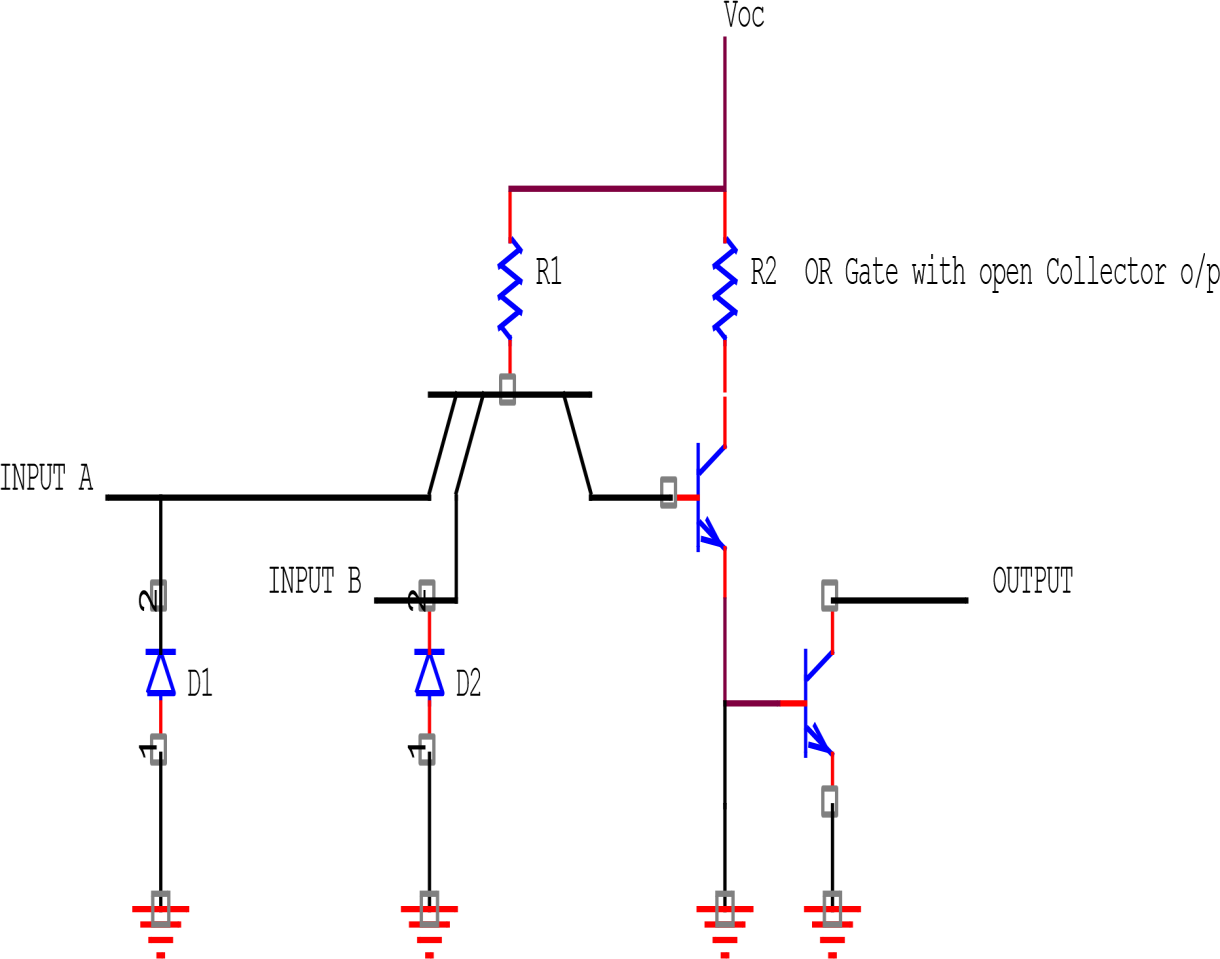 Voc
R1
R2 OR Gate with open Collector o/p
INPUT A
INPUT B
OUTPUT
2
2
D1
D2
1
1